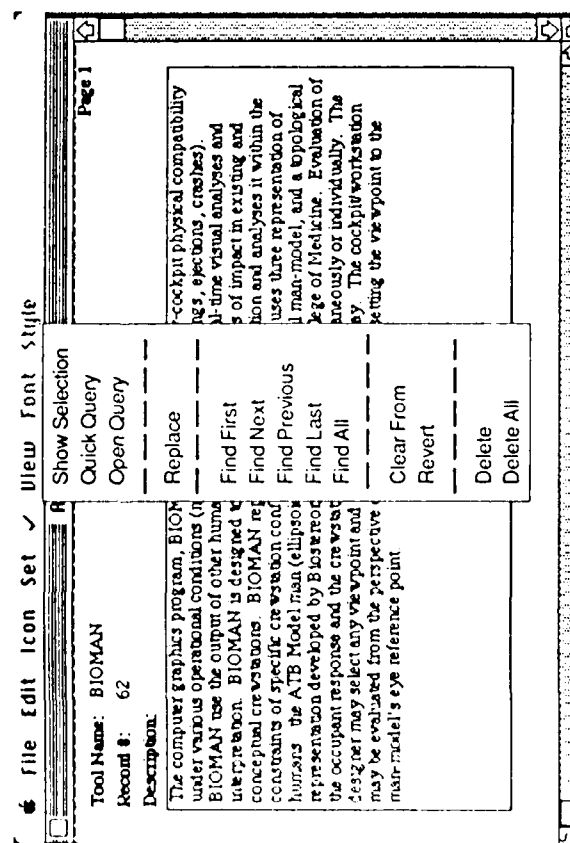 File Edit Icon Set ✓ View Font Style
Page 1
Tool Name: BIOMAN
Record #: 62
Description:
The computer graphics program, BIOM
under various operational conditions (
BIOMAN use the output of other huma
interpretation. BIOMAN is designed to
conceptual crewstations. BIOMAN rep
constraints of specific crewstation conf
humans the ATB Model man (ellipsoi
representation developed by Biostereo
the occupant response and the crewstat
designer may select any viewpoint and
may be evaluated from the perspective
man-model's eye reference point
Show Selection
Quick Query
Open Query
Replace
Find First
Find Next
Find Previous
Find Last
Find All
Clear From
Revert
Delete
Delete All
-cockpit physical compatibility
ngs, ejections, crashes).
al-time visual analyses and
s of impact in existing and
tion and analyses it within the
uses three representation of
l man-model, and a topological
lege of Medicine. Evaluation of
aneously or individually. The
ay. The cockpit/workstation
setting the viewpoint to the